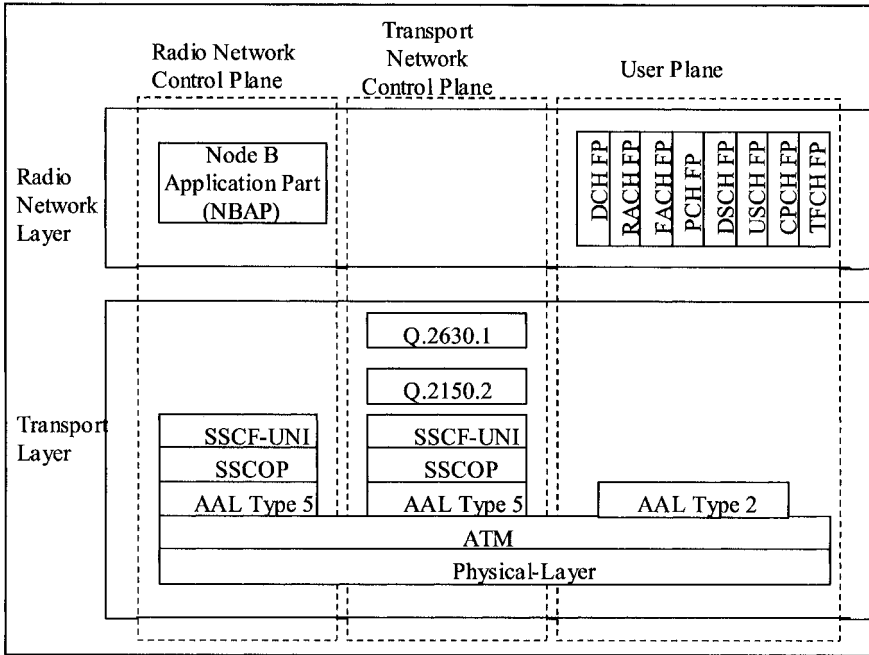 Radio Network
Control Plane
Transport
Network
Control Plane
User Plane
Radio
Network
Layer
Node B
Application Part
(NBAP)
DCH FP
RACH FP
FACH FP
PCH FP
DSCH FP
USCH FP
CPCH FP
TFCH FP
Transport
Layer
Q.2630.1
Q.2150.2
SSCF-UNI
SSCOP
AAL Type 5
SSCF-UNI
SSCOP
AAL Type 5
AAL Type 2
ATM
Physical-Layer